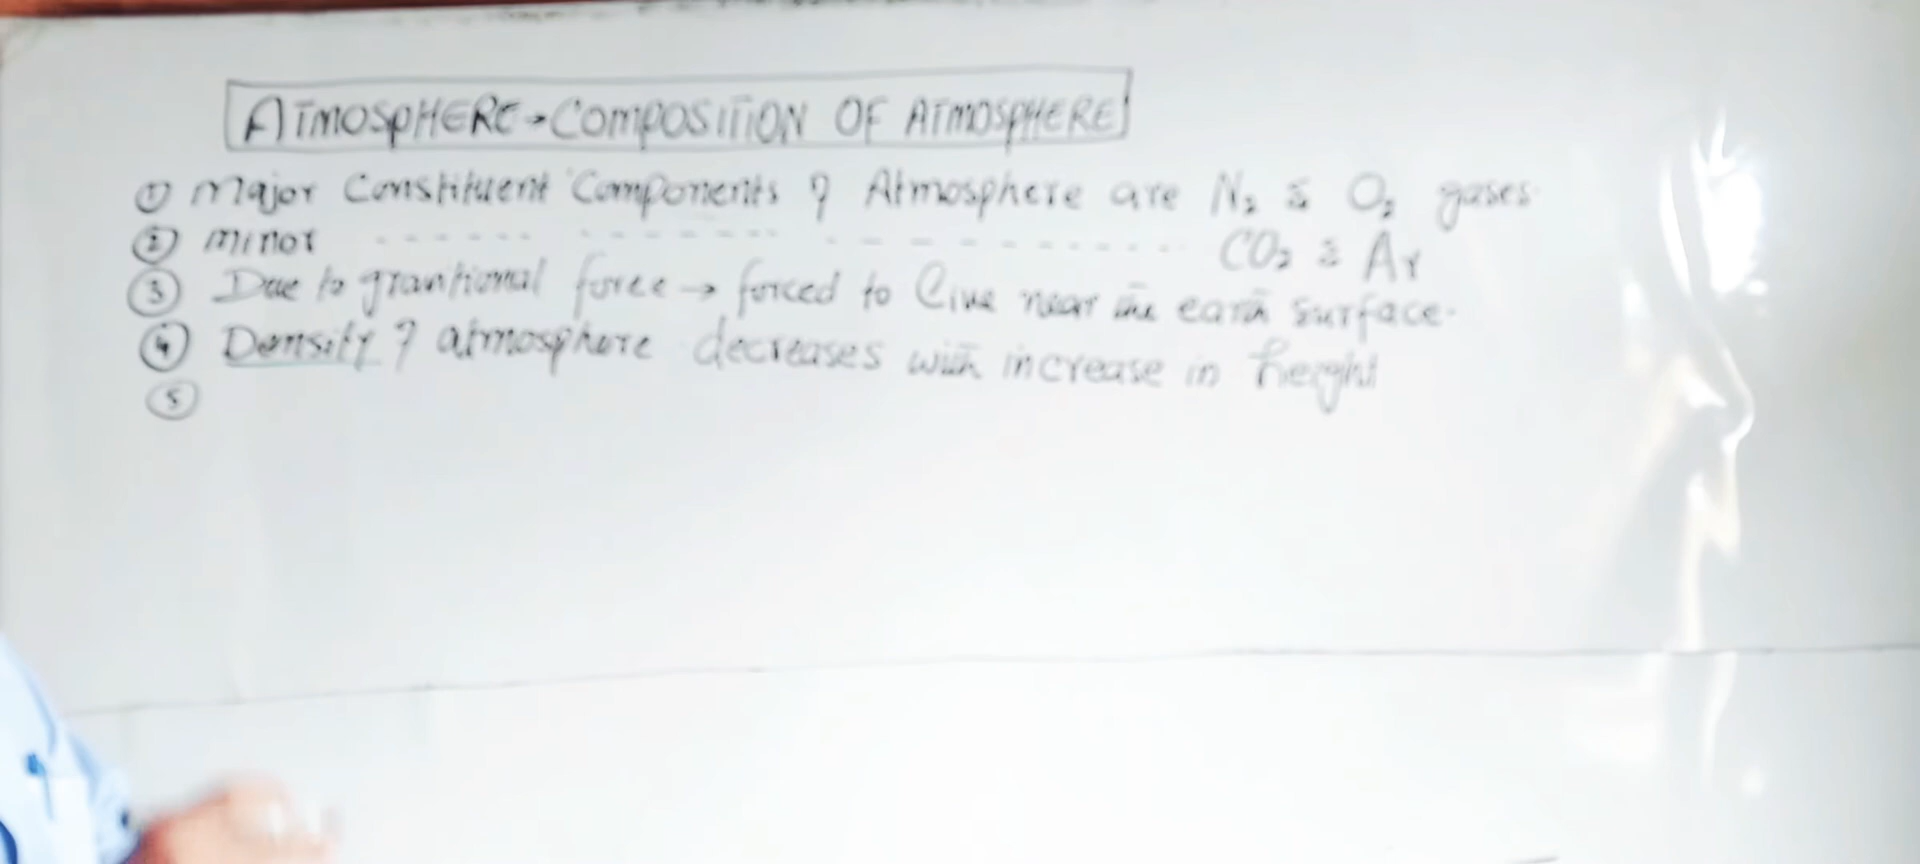 ATMOSPHERE→COMPOSITION OF ATMOSPHERE
① Major Constituent Components of Atmosphere are N₂ & O₂ gases.
② minor - - - - - - - - - - - - - - - - - - - - - - CO₂ & Ar
③ Due to grantional force → forced to live near the earth surface.
④ Density of atmosphere decreases with increase in height
⑤